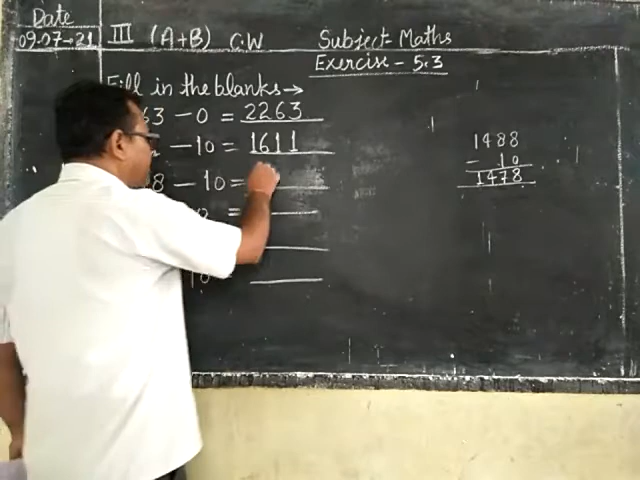 Date
09-07-21
III (A+B) C.W Subject- Maths
Exercise - 5.3
Fill in the blanks →
63 - 0 = 2263
- 10 = 1611
8 - 10 =
=
1488
- 10
1478